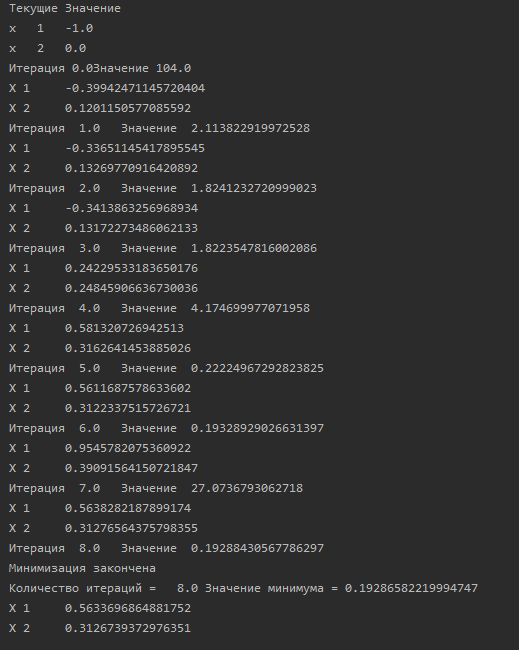 Текущие Значение
x   1   -1.0
x   2   0.0
Итерация 0.0Значение 104.0
X 1     -0.39942471145720404
X 2     0.1201150577085592
Итерация  1.0   Значение  2.113822919972528
X 1     -0.33651145417895545
X 2     0.13269770916420892
Итерация  2.0   Значение  1.8241232720999023
X 1     -0.3413863256968934
X 2     0.13172273486062133
Итерация  3.0   Значение  1.8223547816002086
X 1     0.24229533183650176
X 2     0.24845906636730036
Итерация  4.0   Значение  4.174699977071958
X 1     0.581320726942513
X 2     0.3162641453885026
Итерация  5.0   Значение  0.22224967292823825
X 1     0.5611687578633602
X 2     0.3122337515726721
Итерация  6.0   Значение  0.19328929026631397
X 1     0.9545782075360922
X 2     0.39091564150721847
Итерация  7.0   Значение  27.0736793062718
X 1     0.5638282187899174
X 2     0.31276564375798355
Итерация  8.0   Значение  0.19288430567786297
Минимизация закончена
Количество итераций =   8.0 Значение минимума = 0.19286582219994747
X 1     0.5633696864881752
X 2     0.3126739372976351